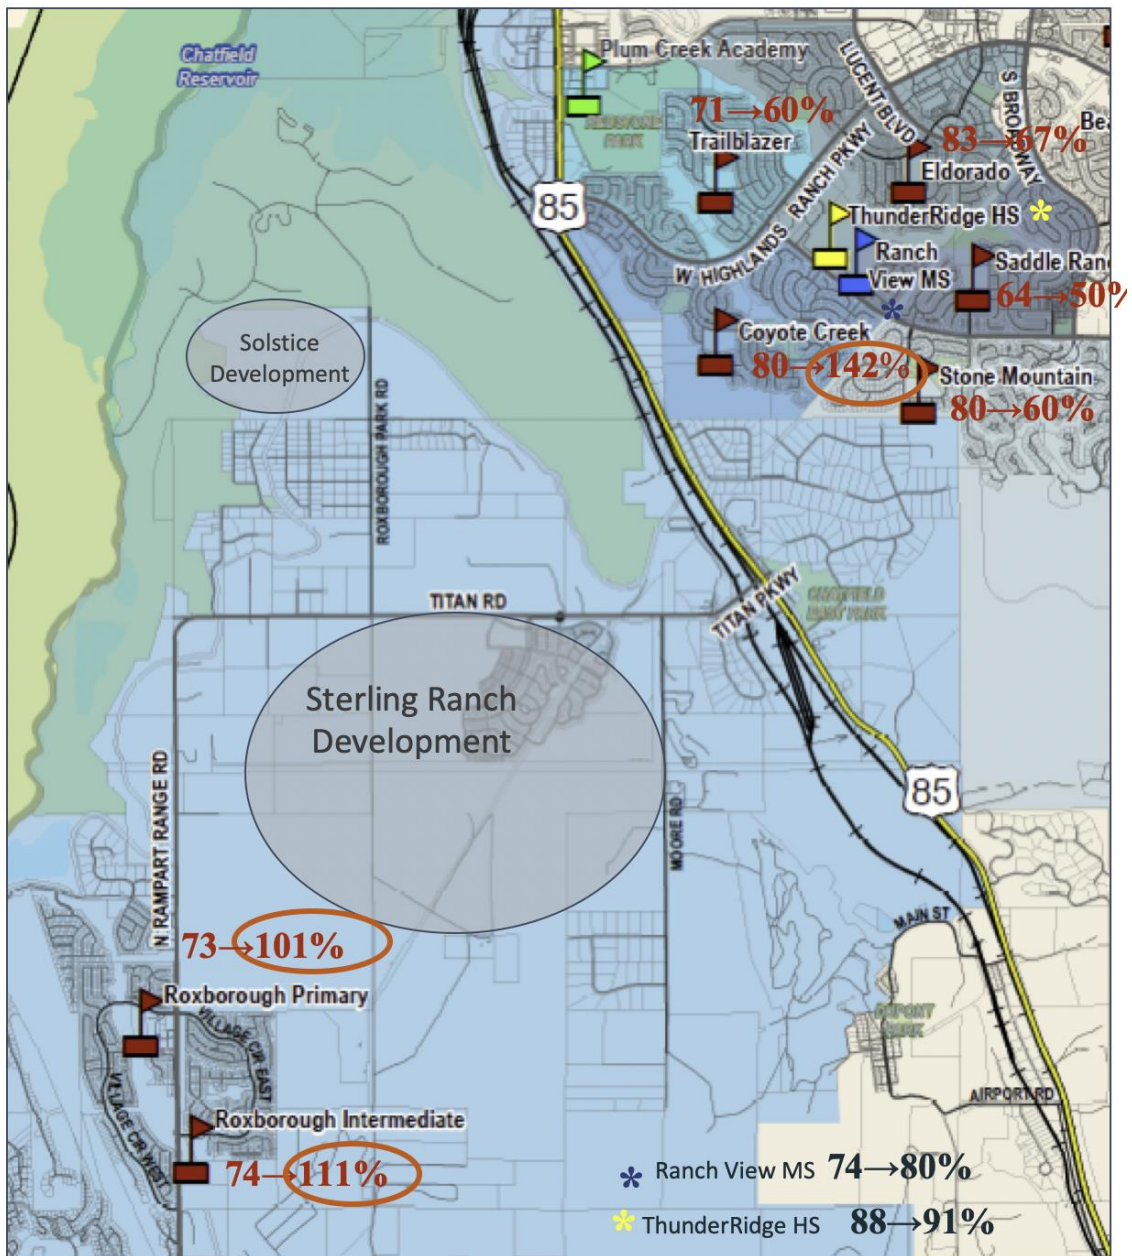 Chatfield
Reservoir
Plum Creek Academy
LUCENT BLVD
S BROADWAY
71→60%
Trailblazer
83→67%
Eldorado
85
W HIGHLANDS RANCH PKWY
ThunderRidge HS
Ranch
View MS
Saddle Ran
64→50%
Coyote Creek
80→142%
Stone Mountain
80→60%
Solstice
Development
ROXBOROUGH PARK RD
TITAN RD
TITAN PKWY
CHATFIELD
EAST PARK
Sterling Ranch
Development
N RAMPART RANGE RD
MOORE RD
85
MAIN ST
73→101%
Roxborough Primary
VILLAGE CIR EAST
VILLAGE CIR WEST
AIRPORT RD
Roxborough Intermediate
74→111%
Ranch View MS 74→80%
ThunderRidge HS 88→91%